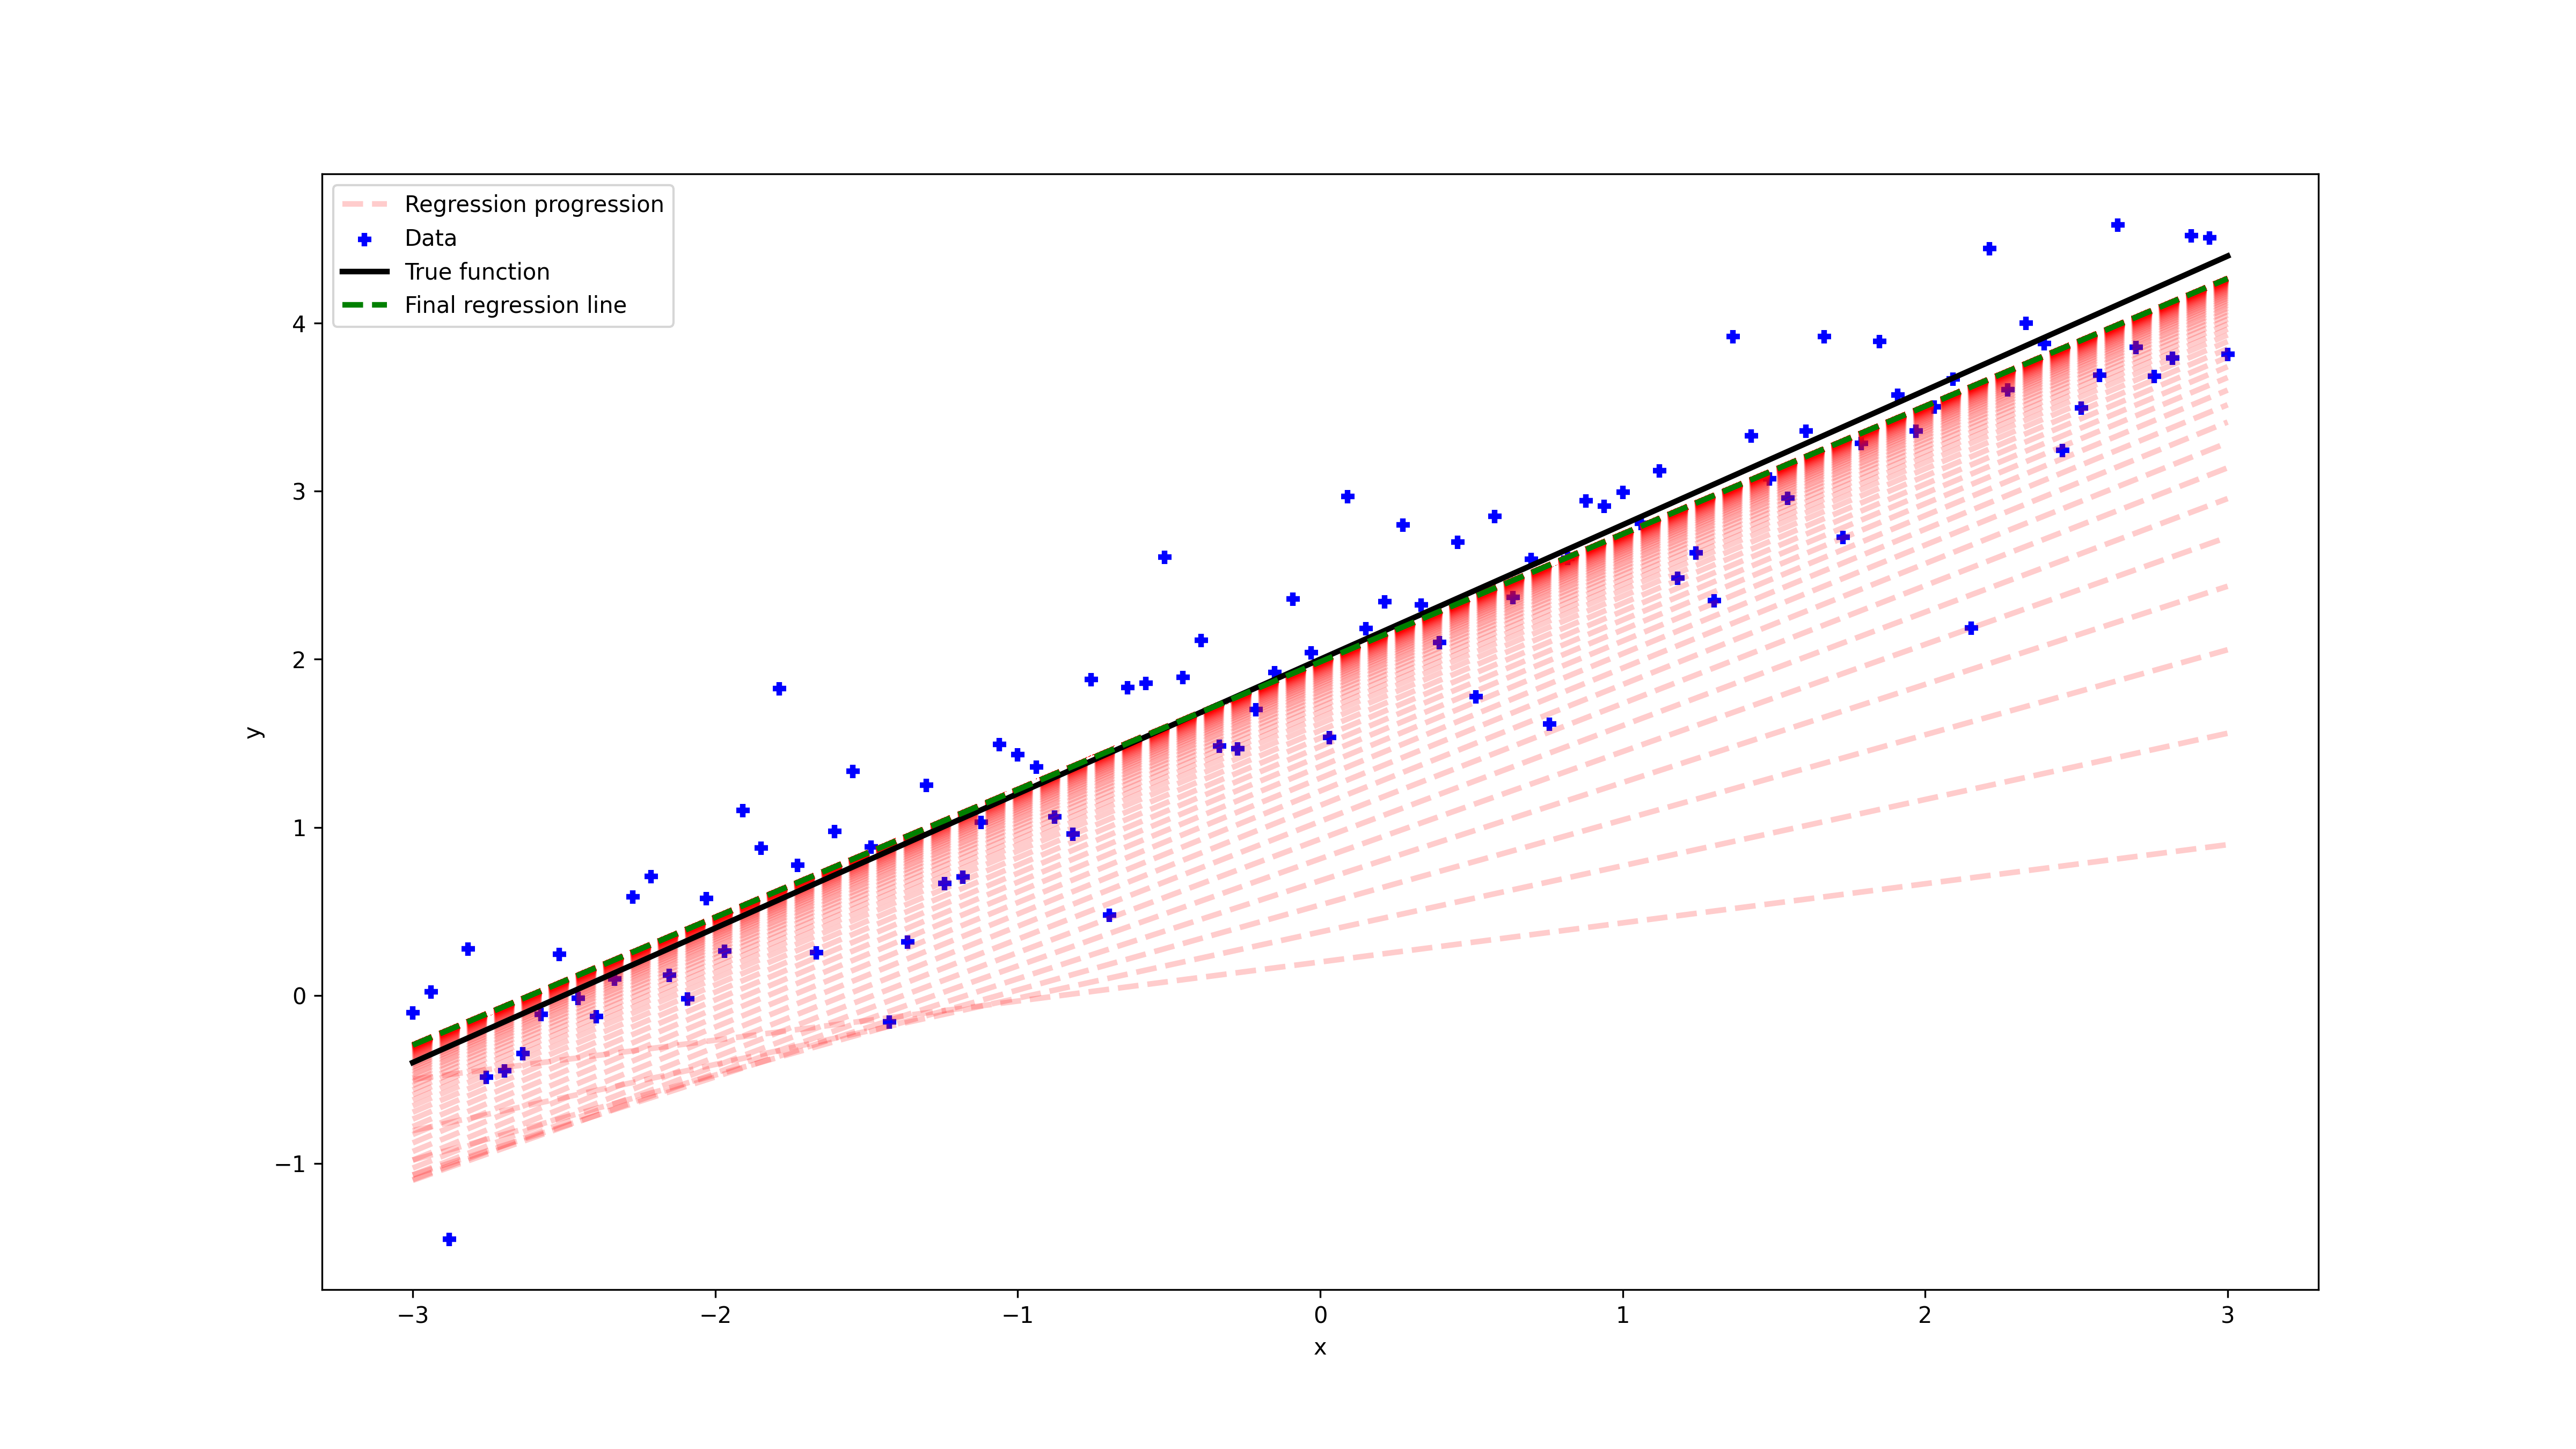 Regression progression
Data
True function
Final regression line
4
3
2
1
0
−1
y
−3
−2
−1
0
1
2
3
x